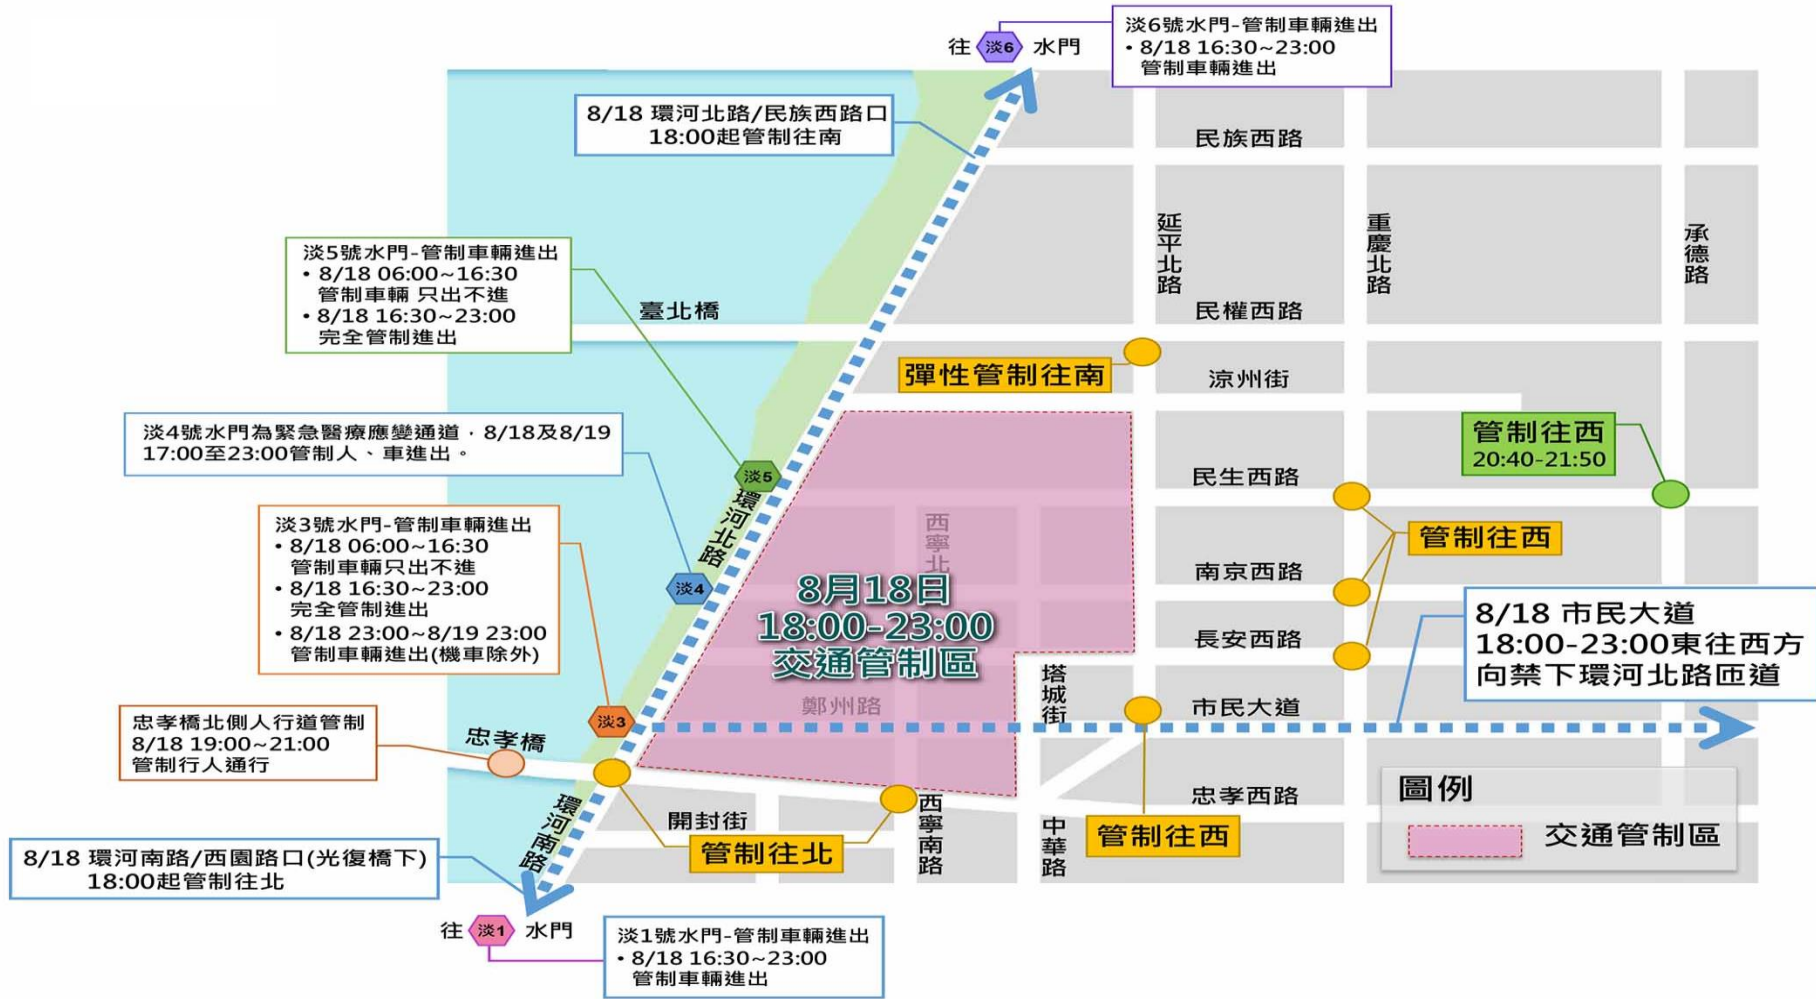 往 淡6 水門
淡6號水門-管制車輛進出
• 8/18 16:30~23:00
管制車輛進出
8/18 環河北路/民族西路口
18:00起管制往南
民族西路
延平北路
重慶北路
承德路
淡5號水門-管制車輛進出
• 8/18 06:00~16:30
管制車輛 只出不進
• 8/18 16:30~23:00
完全管制進出
臺北橋
民權西路
彈性管制往南
涼州街
淡4號水門為緊急醫療應變通道，8/18及8/19
17:00至23:00管制人、車進出。
管制往西
20:40-21:50
淡5
環河北路
民生西路
西寧北
管制往西
淡3號水門-管制車輛進出
• 8/18 06:00~16:30
管制車輛只出不進
• 8/18 16:30~23:00
完全管制進出
• 8/18 23:00~8/19 23:00
管制車輛進出(機車除外)
淡4
南京西路
8月18日
18:00-23:00
交通管制區
長安西路
8/18 市民大道
18:00-23:00東往西方
向禁下環河北路匝道
塔城街
鄭州路
市民大道
淡3
忠孝橋北側人行道管制
8/18 19:00~21:00
管制行人通行
忠孝橋
忠孝西路
圖例
交通管制區
環河南路
開封街
西寧南路
中華路
管制往北
管制往西
8/18 環河南路/西園路口(光復橋下)
18:00起管制往北
往 淡1 水門
淡1號水門-管制車輛進出
• 8/18 16:30~23:00
管制車輛進出